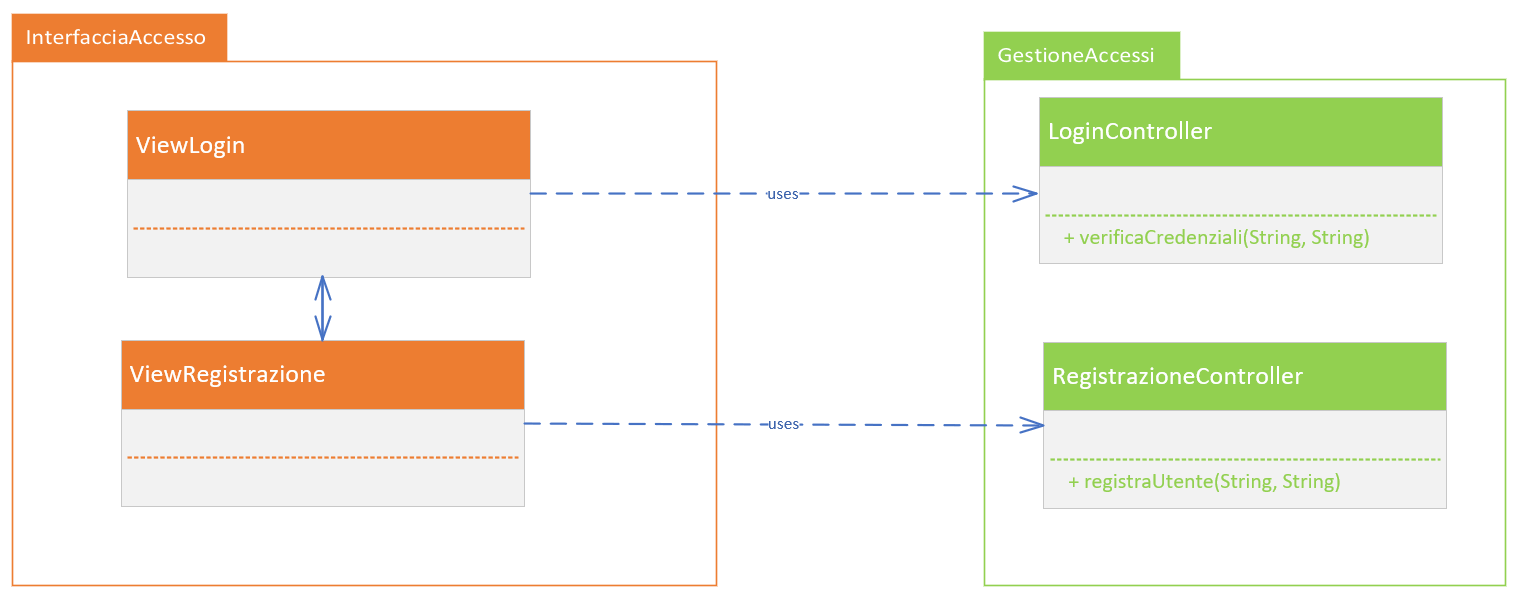 InterfacciaAccesso
ViewLogin
ViewRegistrazione
uses
uses
GestioneAccessi
LoginController
+ verificaCredenziali(String, String)
RegistrazioneController
+ registraUtente(String, String)